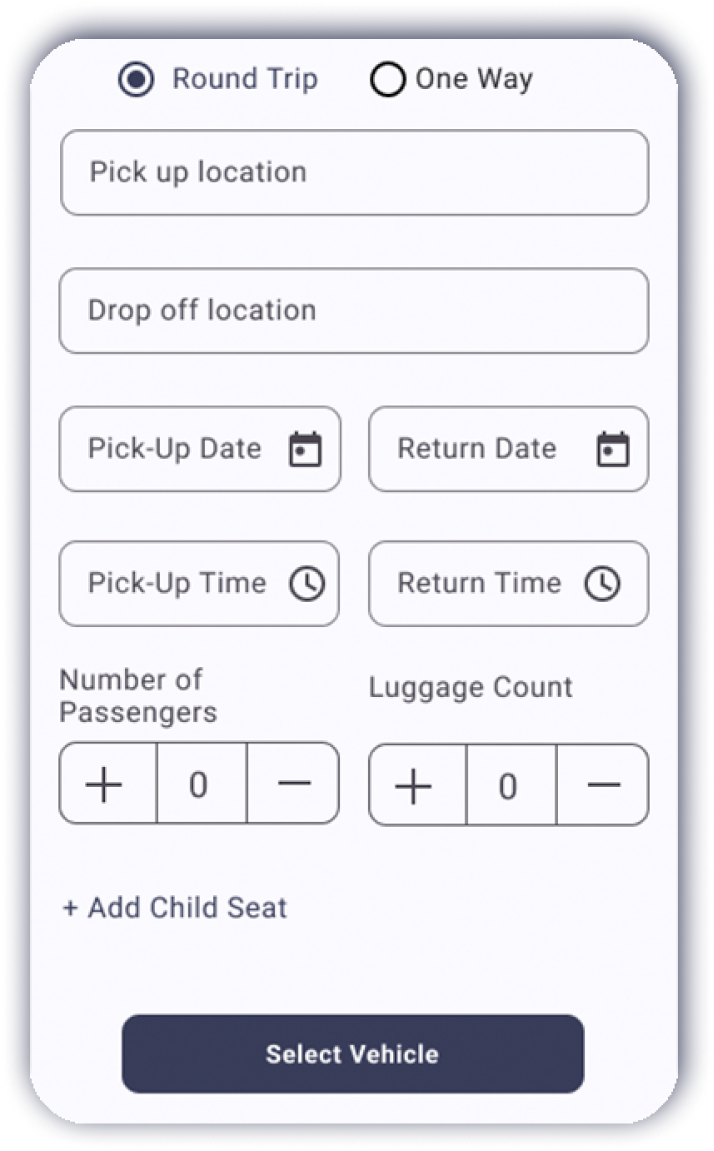 Round Trip One Way
Pick up location
Drop off location
Pick-Up Date Return Date
Pick-Up Time Return Time
Number of
Passengers
Luggage Count
+ 0 − + 0 −
+ Add Child Seat
Select Vehicle